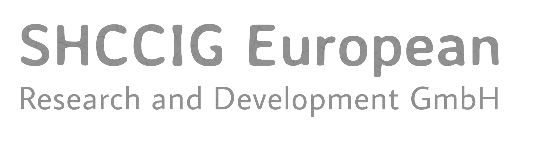 SHCCIG European
Research and Development GmbH